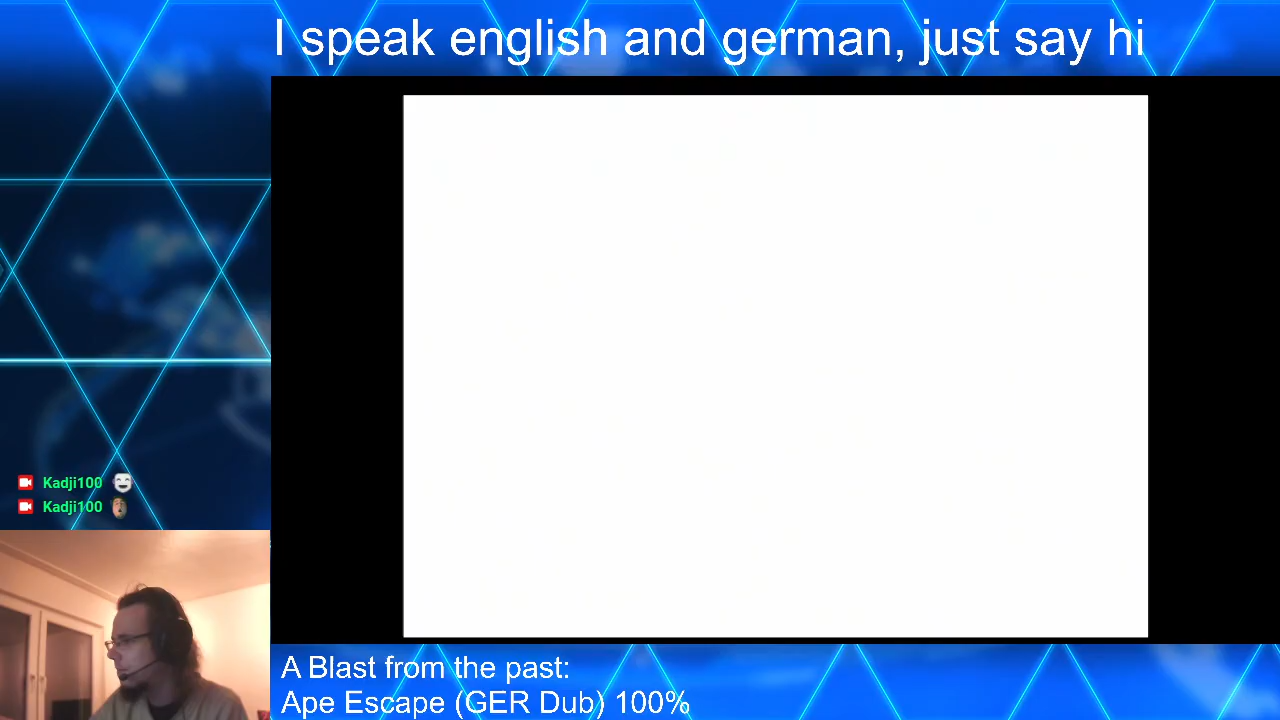 I speak english and german, just say hi
Kadji100
Kadji100
A Blast from the past:
Ape Escape (GER Dub) 100%